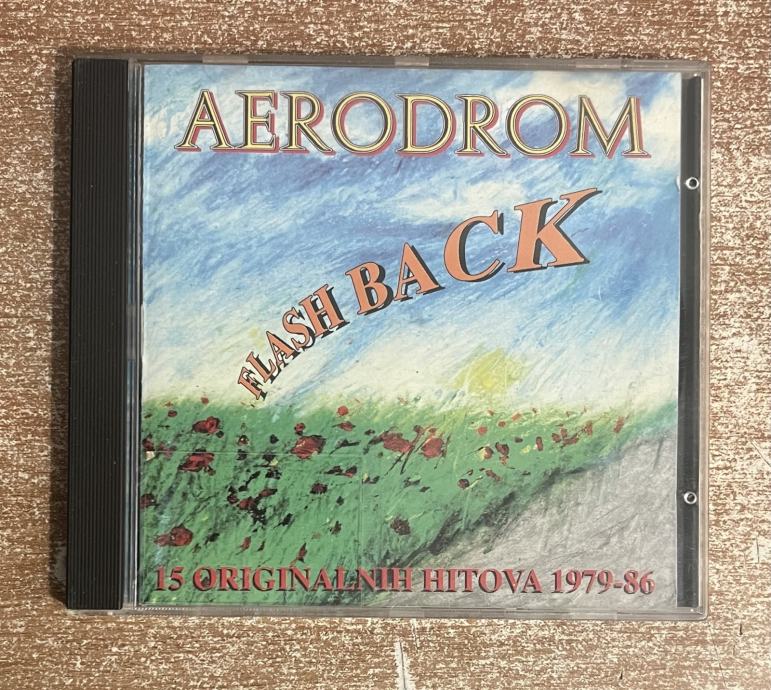 AERODROM
FLASH BACK
15 ORIGINALNIH HITOVA 1979-86